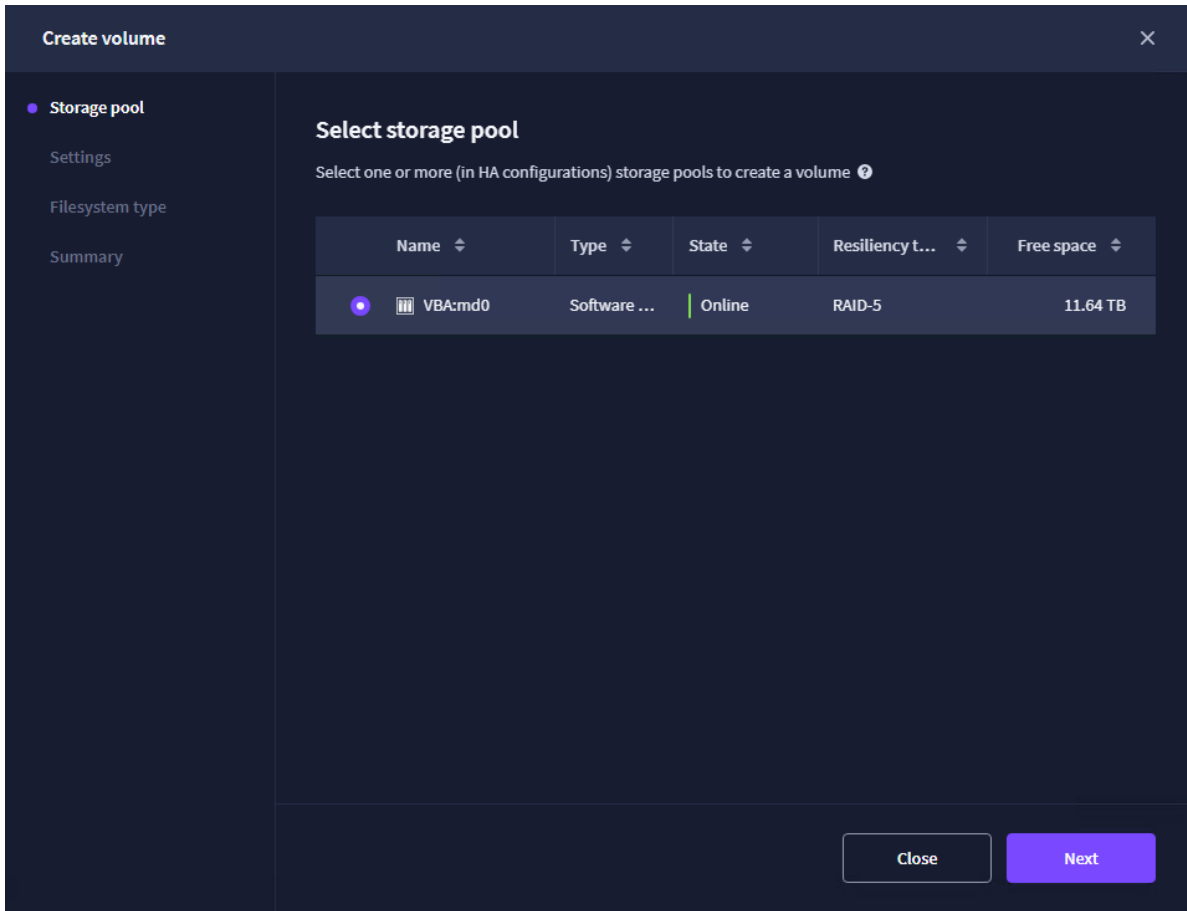 Create volume
Storage pool
Settings
Filesystem type
Summary
Select storage pool
Select one or more (in HA configurations) storage pools to create a volume
Name Type State Resiliency t... Free space
VBA:md0 Software ... Online RAID-5 11.64 TB
Close Next